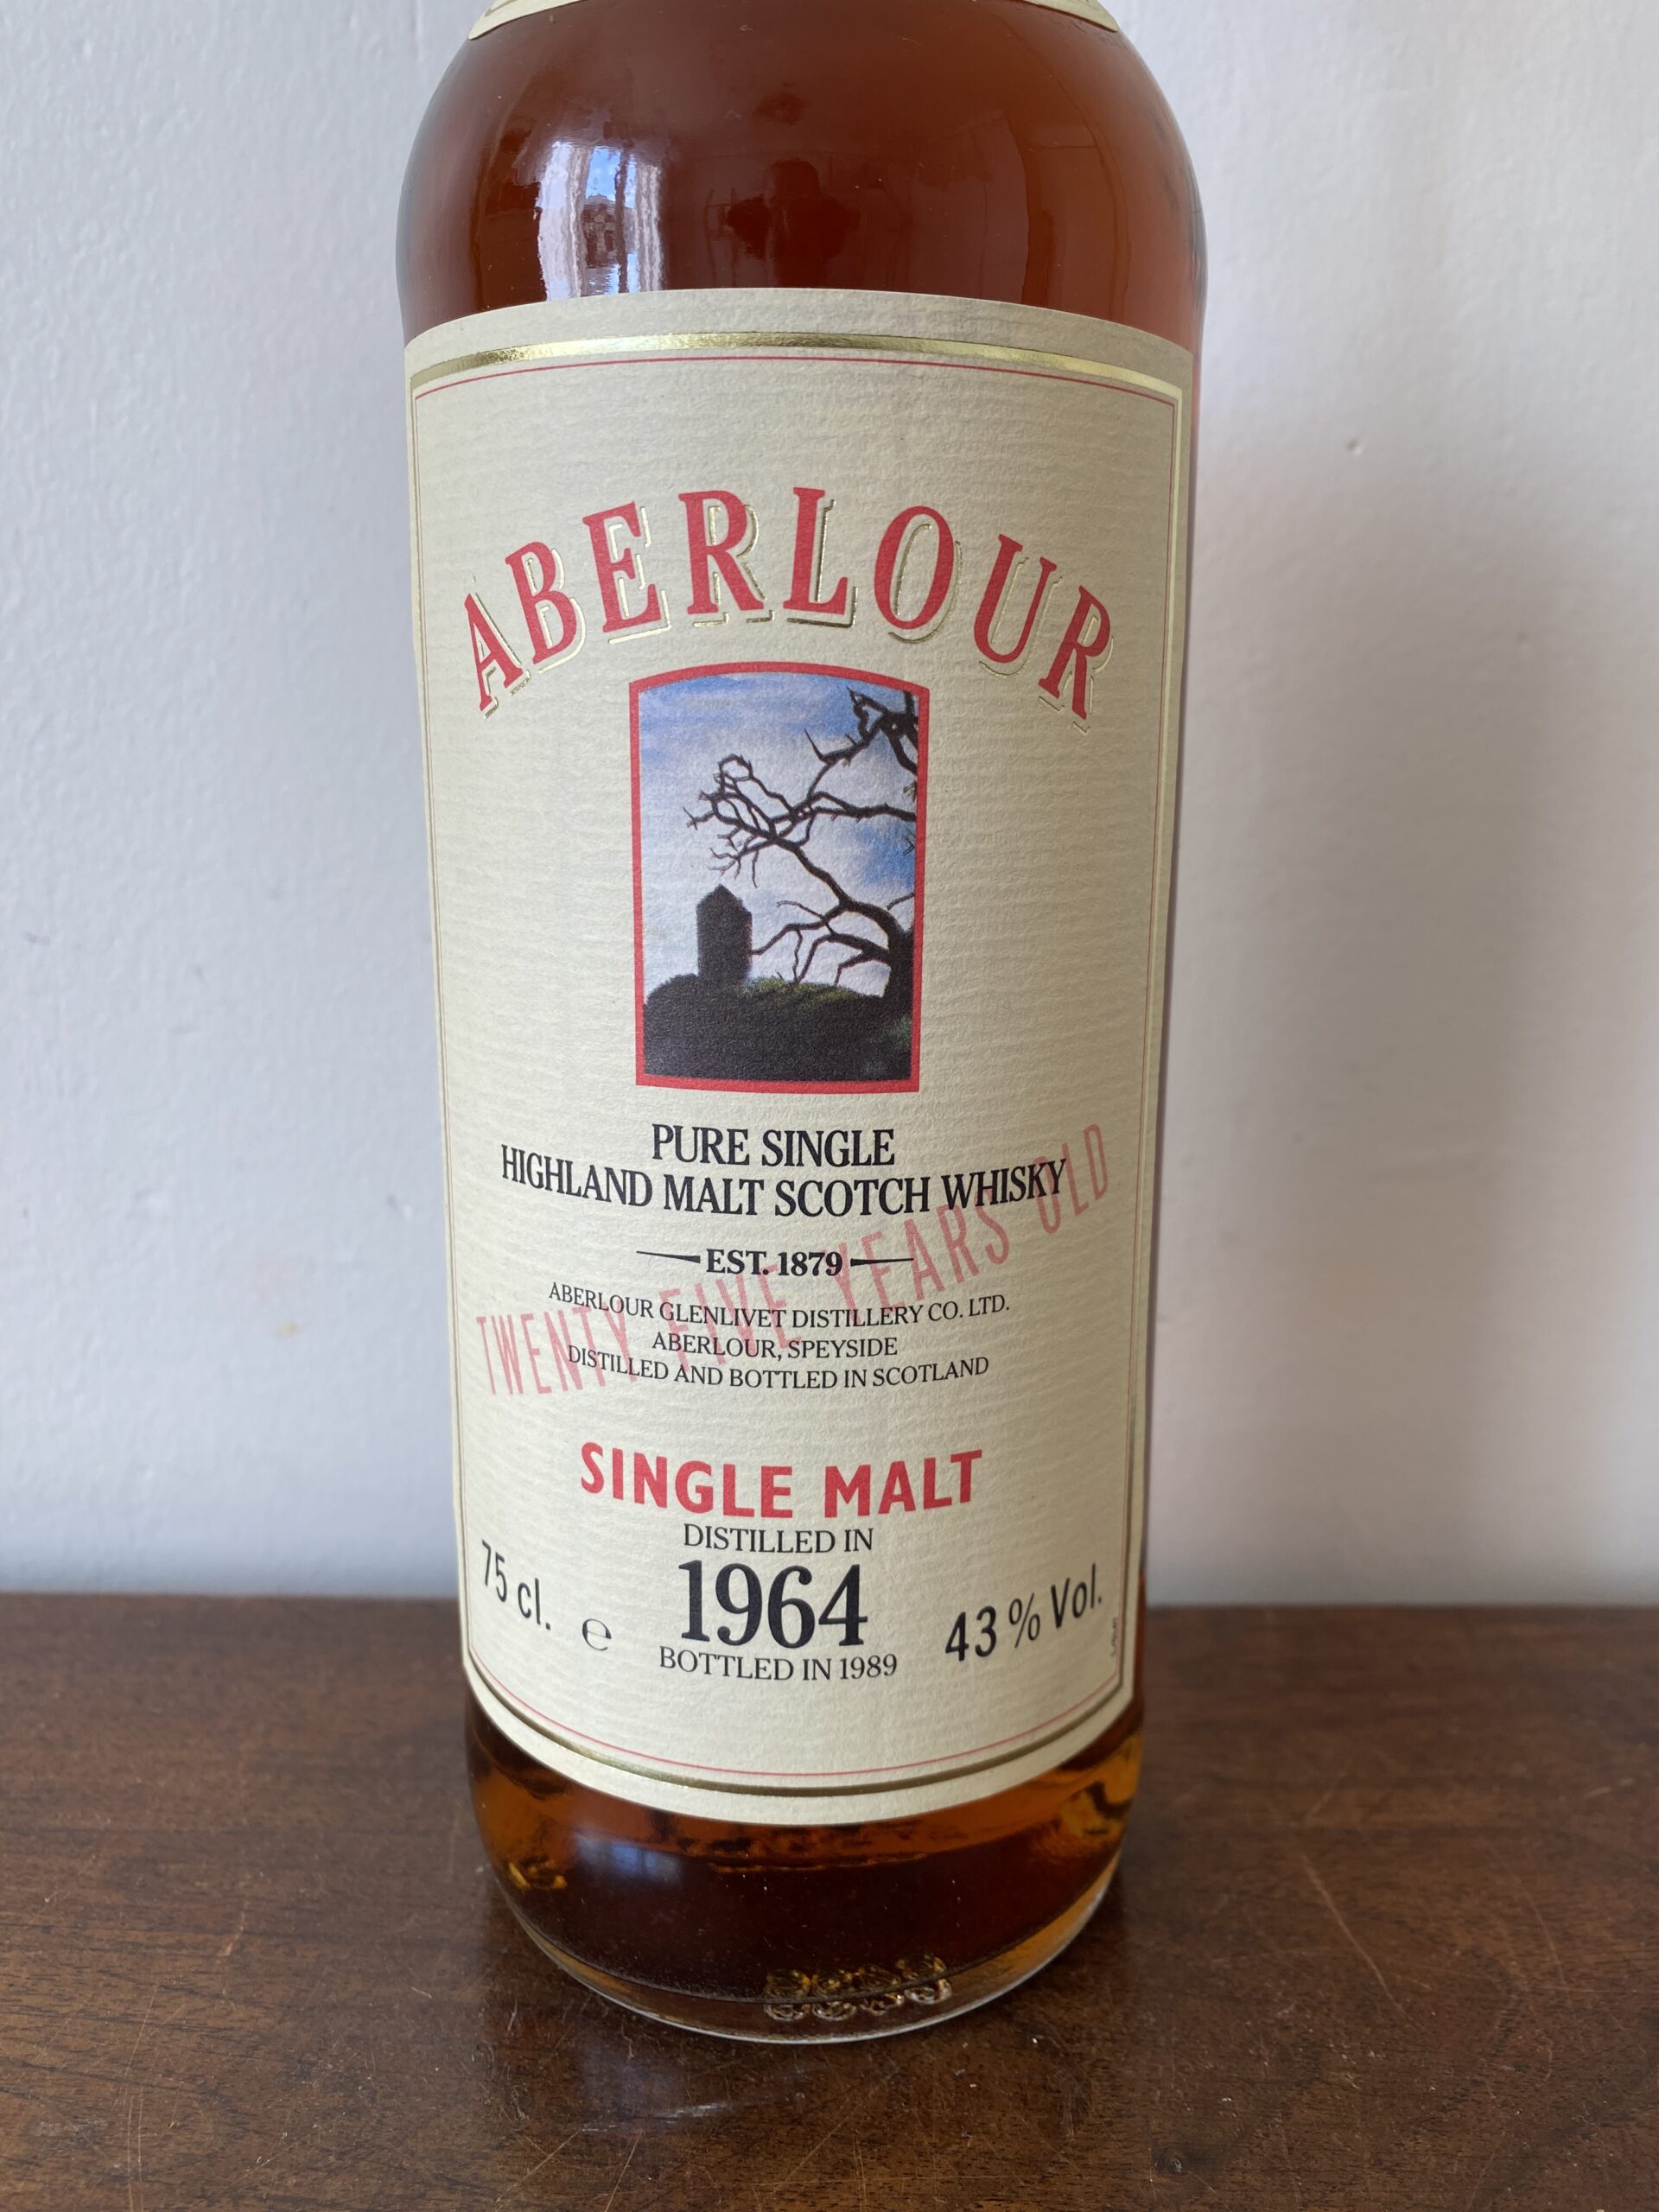 ABERLOUR
PURE SINGLE
HIGHLAND MALT SCOTCH WHISKY
TWENTY FIVE YEARS OLD
EST. 1879
ABERLOUR GLENLIVET DISTILLERY CO. LTD.
ABERLOUR, SPEYSIDE
DISTILLED AND BOTTLED IN SCOTLAND
SINGLE MALT
DISTILLED IN
75 cl. ℮ 1964 43% Vol.
BOTTLED IN 1989